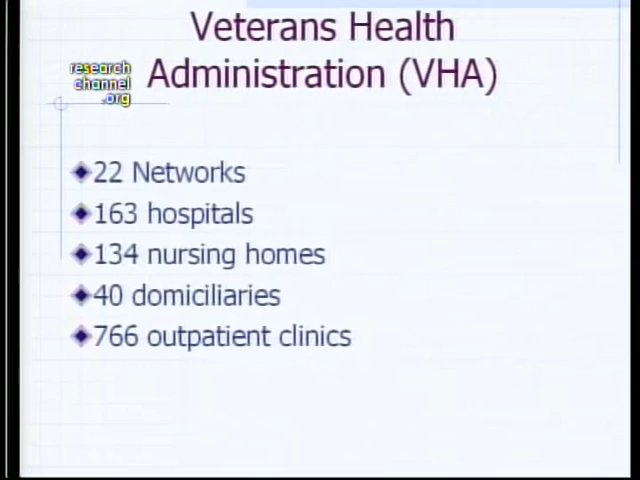 Veterans Health
Administration (VHA)
research
channel
.org
22 Networks
163 hospitals
134 nursing homes
40 domiciliaries
766 outpatient clinics